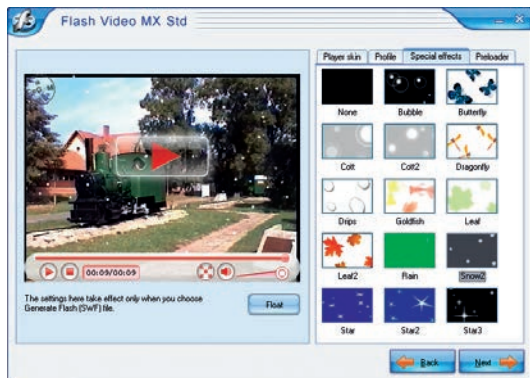 Flash Video MX Std
Player skin Profile Special effects Preloader
None Bubble Butterfly
Cott Cott2 Dragonfly
Drips Goldfish Leaf
Leaf2 Rain Snow2
Star Star2 Star3
00:09/00:09
The settings here take effect only when you choose
Generate Flash (SWF) file.
Float
Back Next